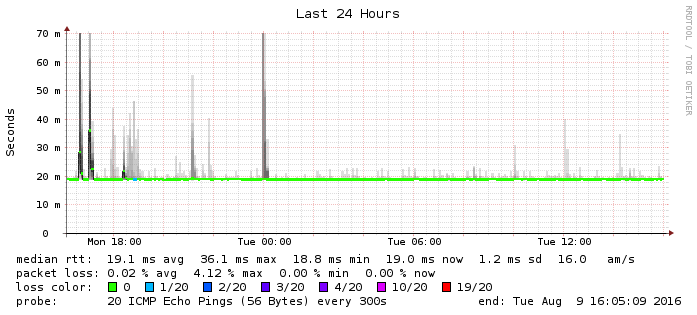 Last 24 Hours
RRDTOOL / TOBI OETIKER
Seconds
70 m
60 m
50 m
40 m
30 m
20 m
10 m
0
Mon 18:00 Tue 00:00 Tue 06:00 Tue 12:00
median rtt: 19.1 ms avg 36.1 ms max 18.8 ms min 19.0 ms now 1.2 ms sd 16.0 am/s
packet loss: 0.02 % avg 4.12 % max 0.00 % min 0.00 % now
loss color: 0 1/20 2/20 3/20 4/20 10/20 19/20
probe: 20 ICMP Echo Pings (56 Bytes) every 300s end: Tue Aug 9 16:05:09 2016